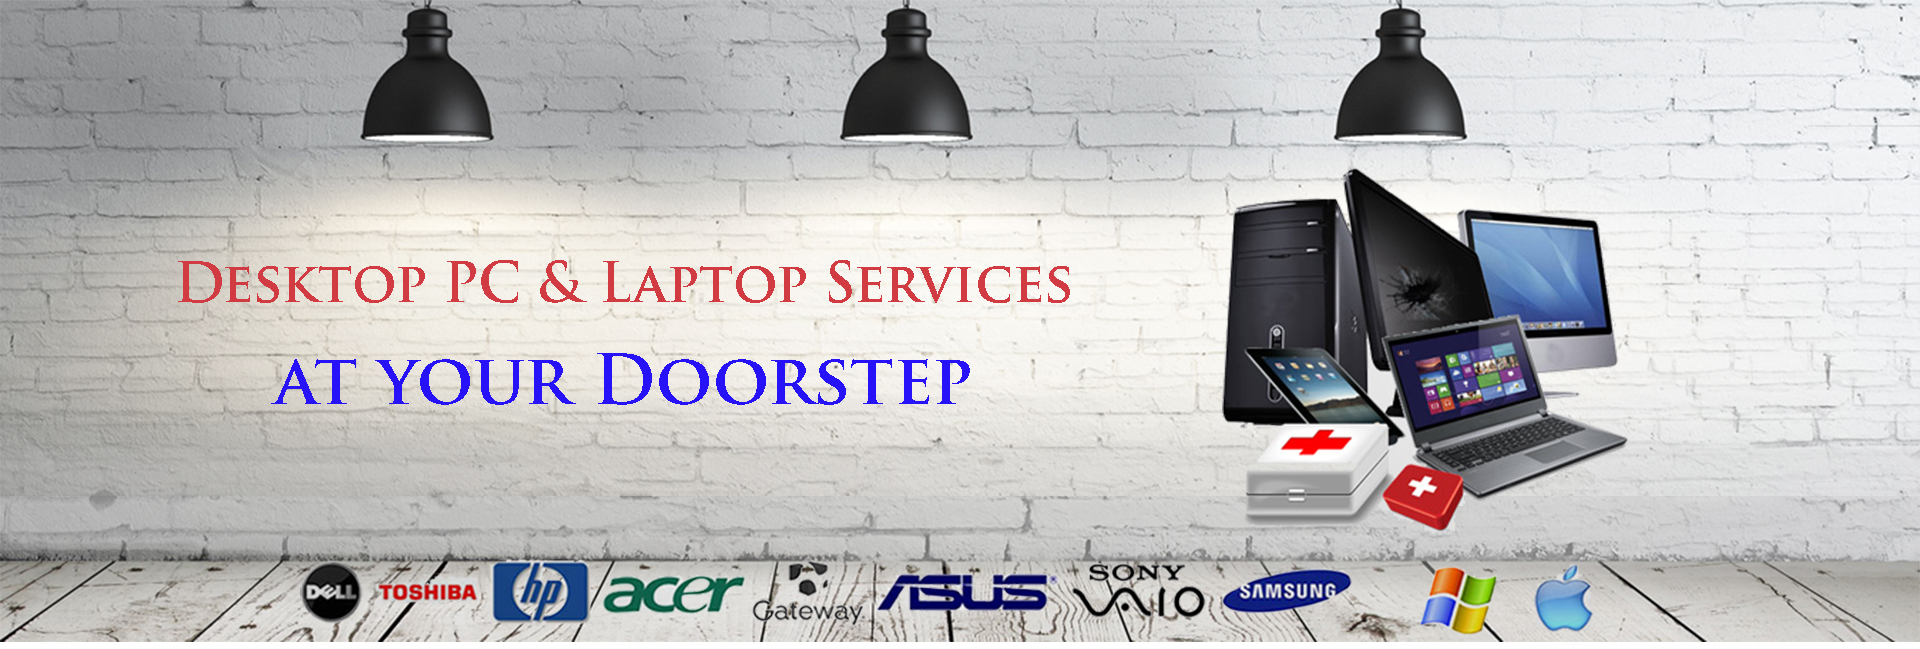 Desktop PC & Laptop Services
at your Doorstep
DELL
TOSHIBA
hp
acer
Gateway
ASUS
SONY
VAIO
SAMSUNG